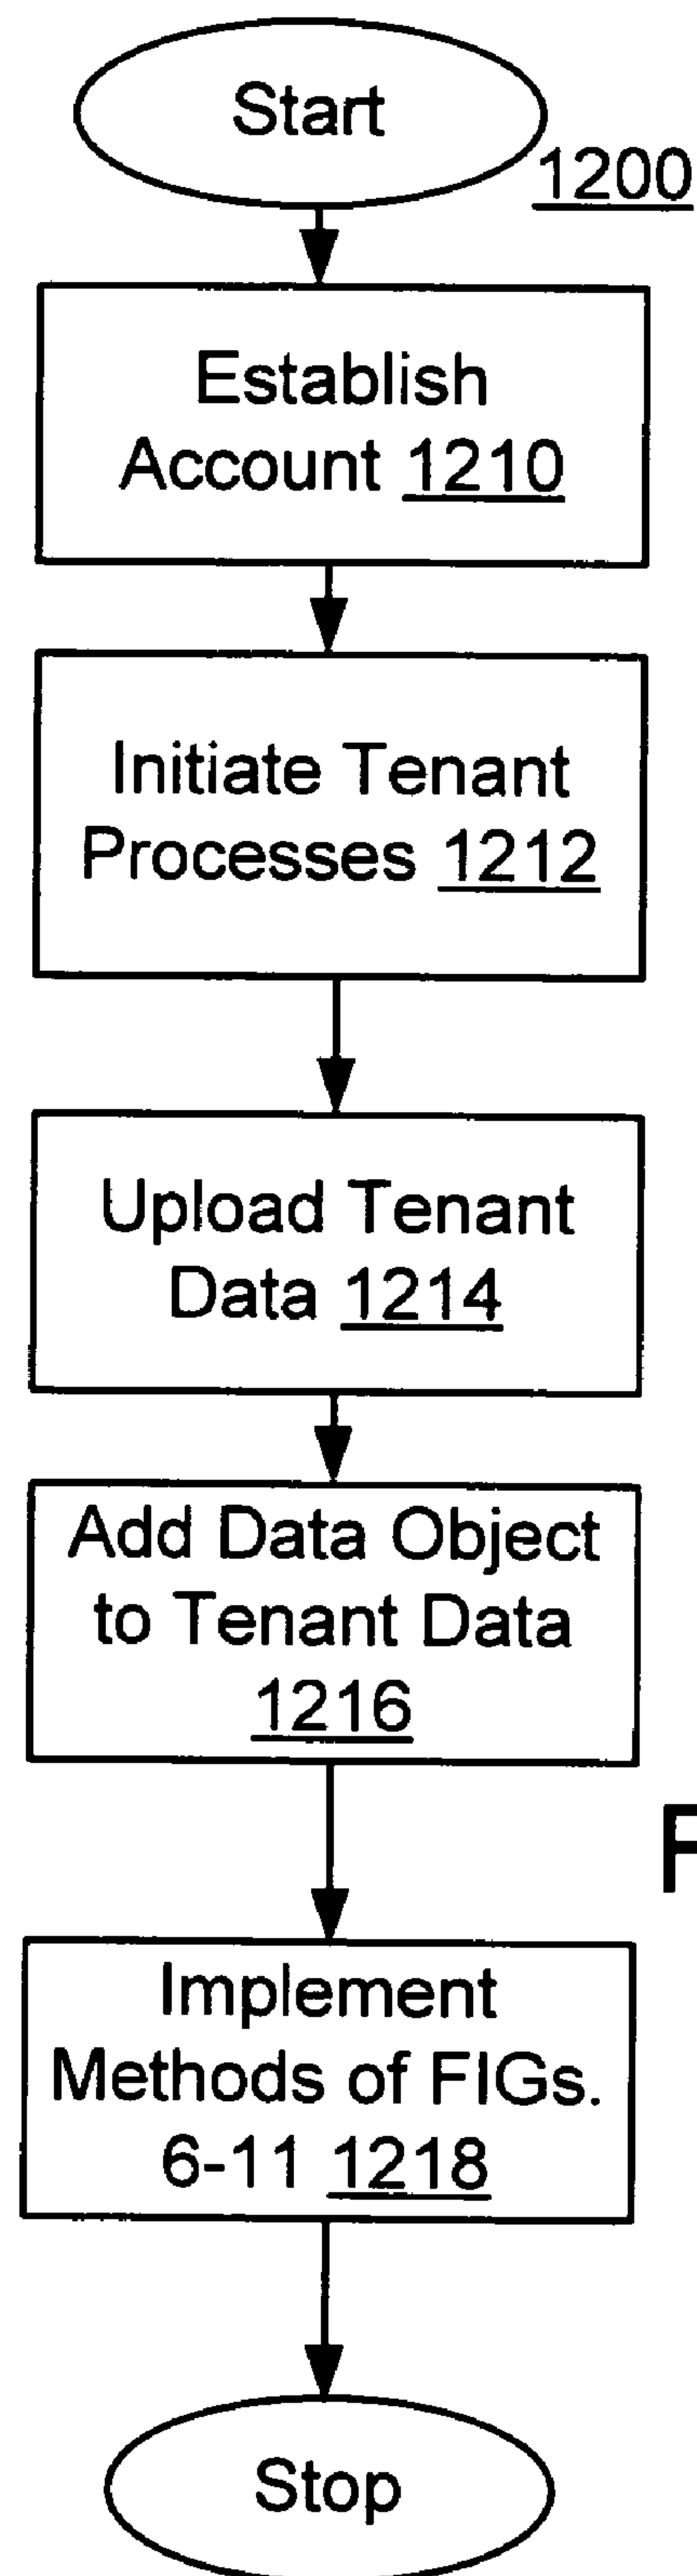 Start
1200
Establish
Account 1210
Initiate Tenant
Processes 1212
Upload Tenant
Data 1214
Add Data Object
to Tenant Data
1216
Implement
Methods of FIGs.
6-11 1218
Stop